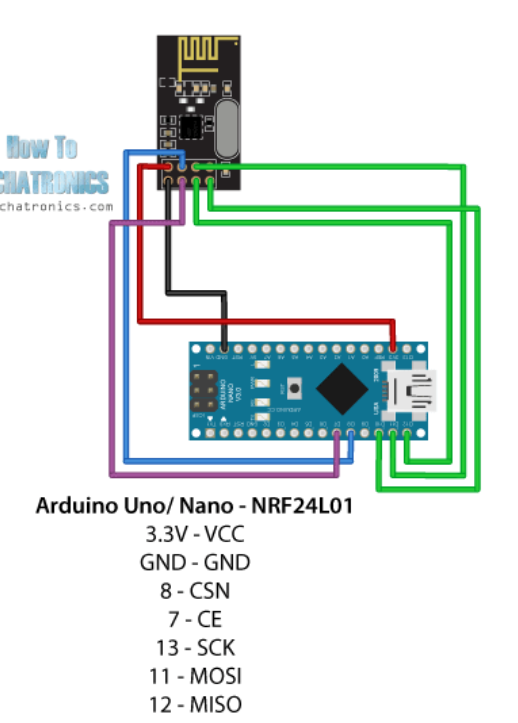 How To
CHATRONICS
chatronics.com
Arduino Uno/ Nano - NRF24L01
3.3V - VCC
GND - GND
8 - CSN
7 - CE
13 - SCK
11 - MOSI
12 - MISO